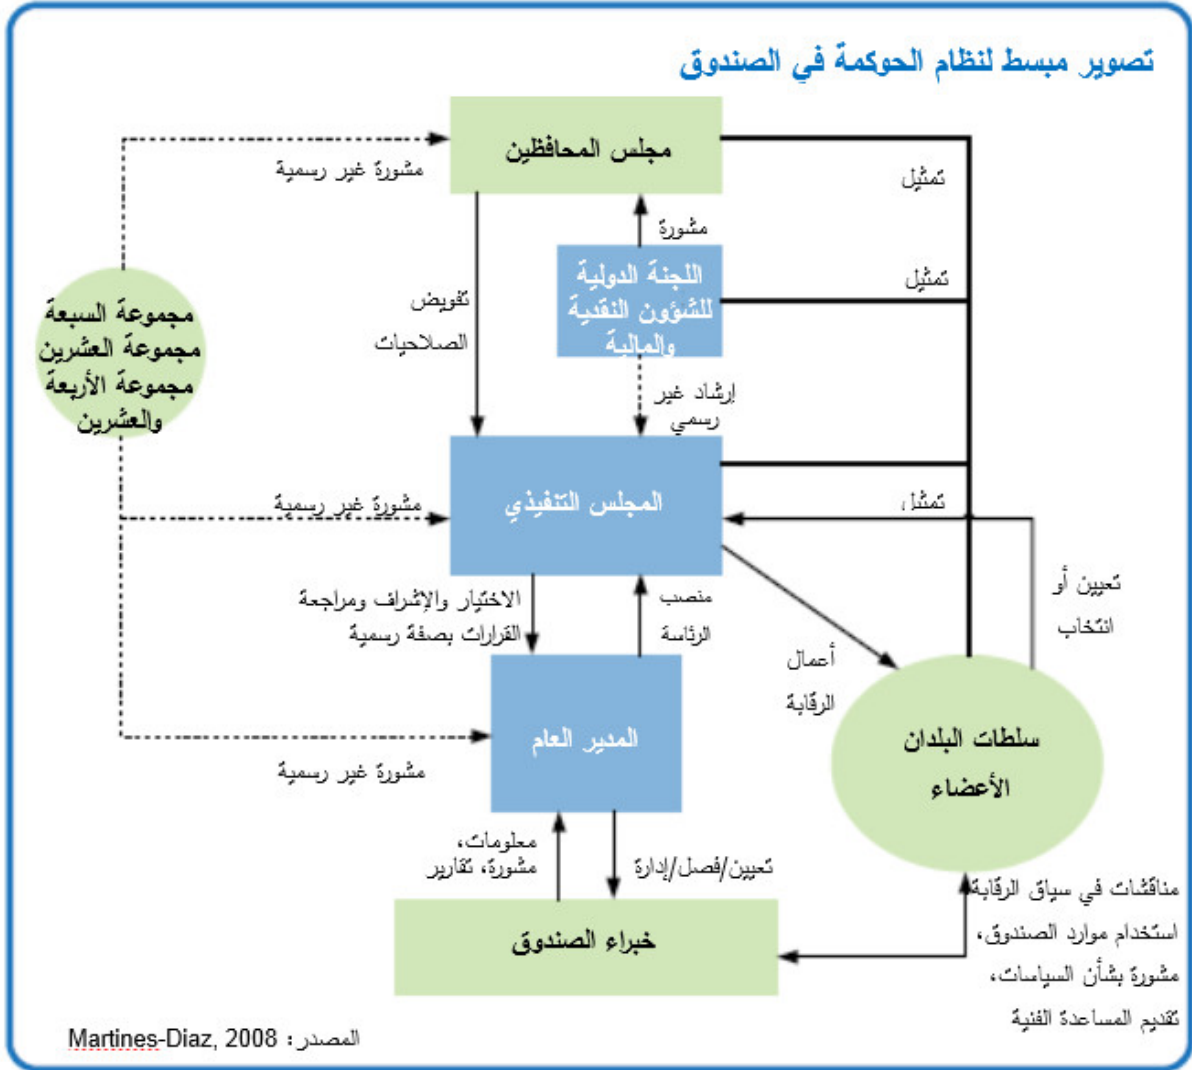 تصوير مبسط لنظام الحوكمة في الصندوق
مجلس المحافظين
مشورة غير رسمية
تمثيل
مشورة
اللجنة الدولية
للشؤون النقدية
والمالية
تمثيل
تفويض
الصلاحيات
مجموعة السبعة
مجموعة العشرين
مجموعة الأربعة
والعشرين
إرشاد غير
رسمي
المجلس التنفيذي
مشورة غير رسمية
تمثيل
تعيين أو
انتخاب
الاختيار والإشراف ومراجعة
القرارات بصفة رسمية
منصب
الرئاسة
أعمال
الرقابة
سلطات البلدان
الأعضاء
المدير العام
مشورة غير رسمية
معلومات،
مشورة، تقارير
تعيين/فصل/إدارة
خبراء الصندوق
مناقشات في سياق الرقابة
استخدام موارد الصندوق،
مشورة بشأن السياسات،
تقديم المساعدة الفنية
المصدر: Martines-Diaz, 2008